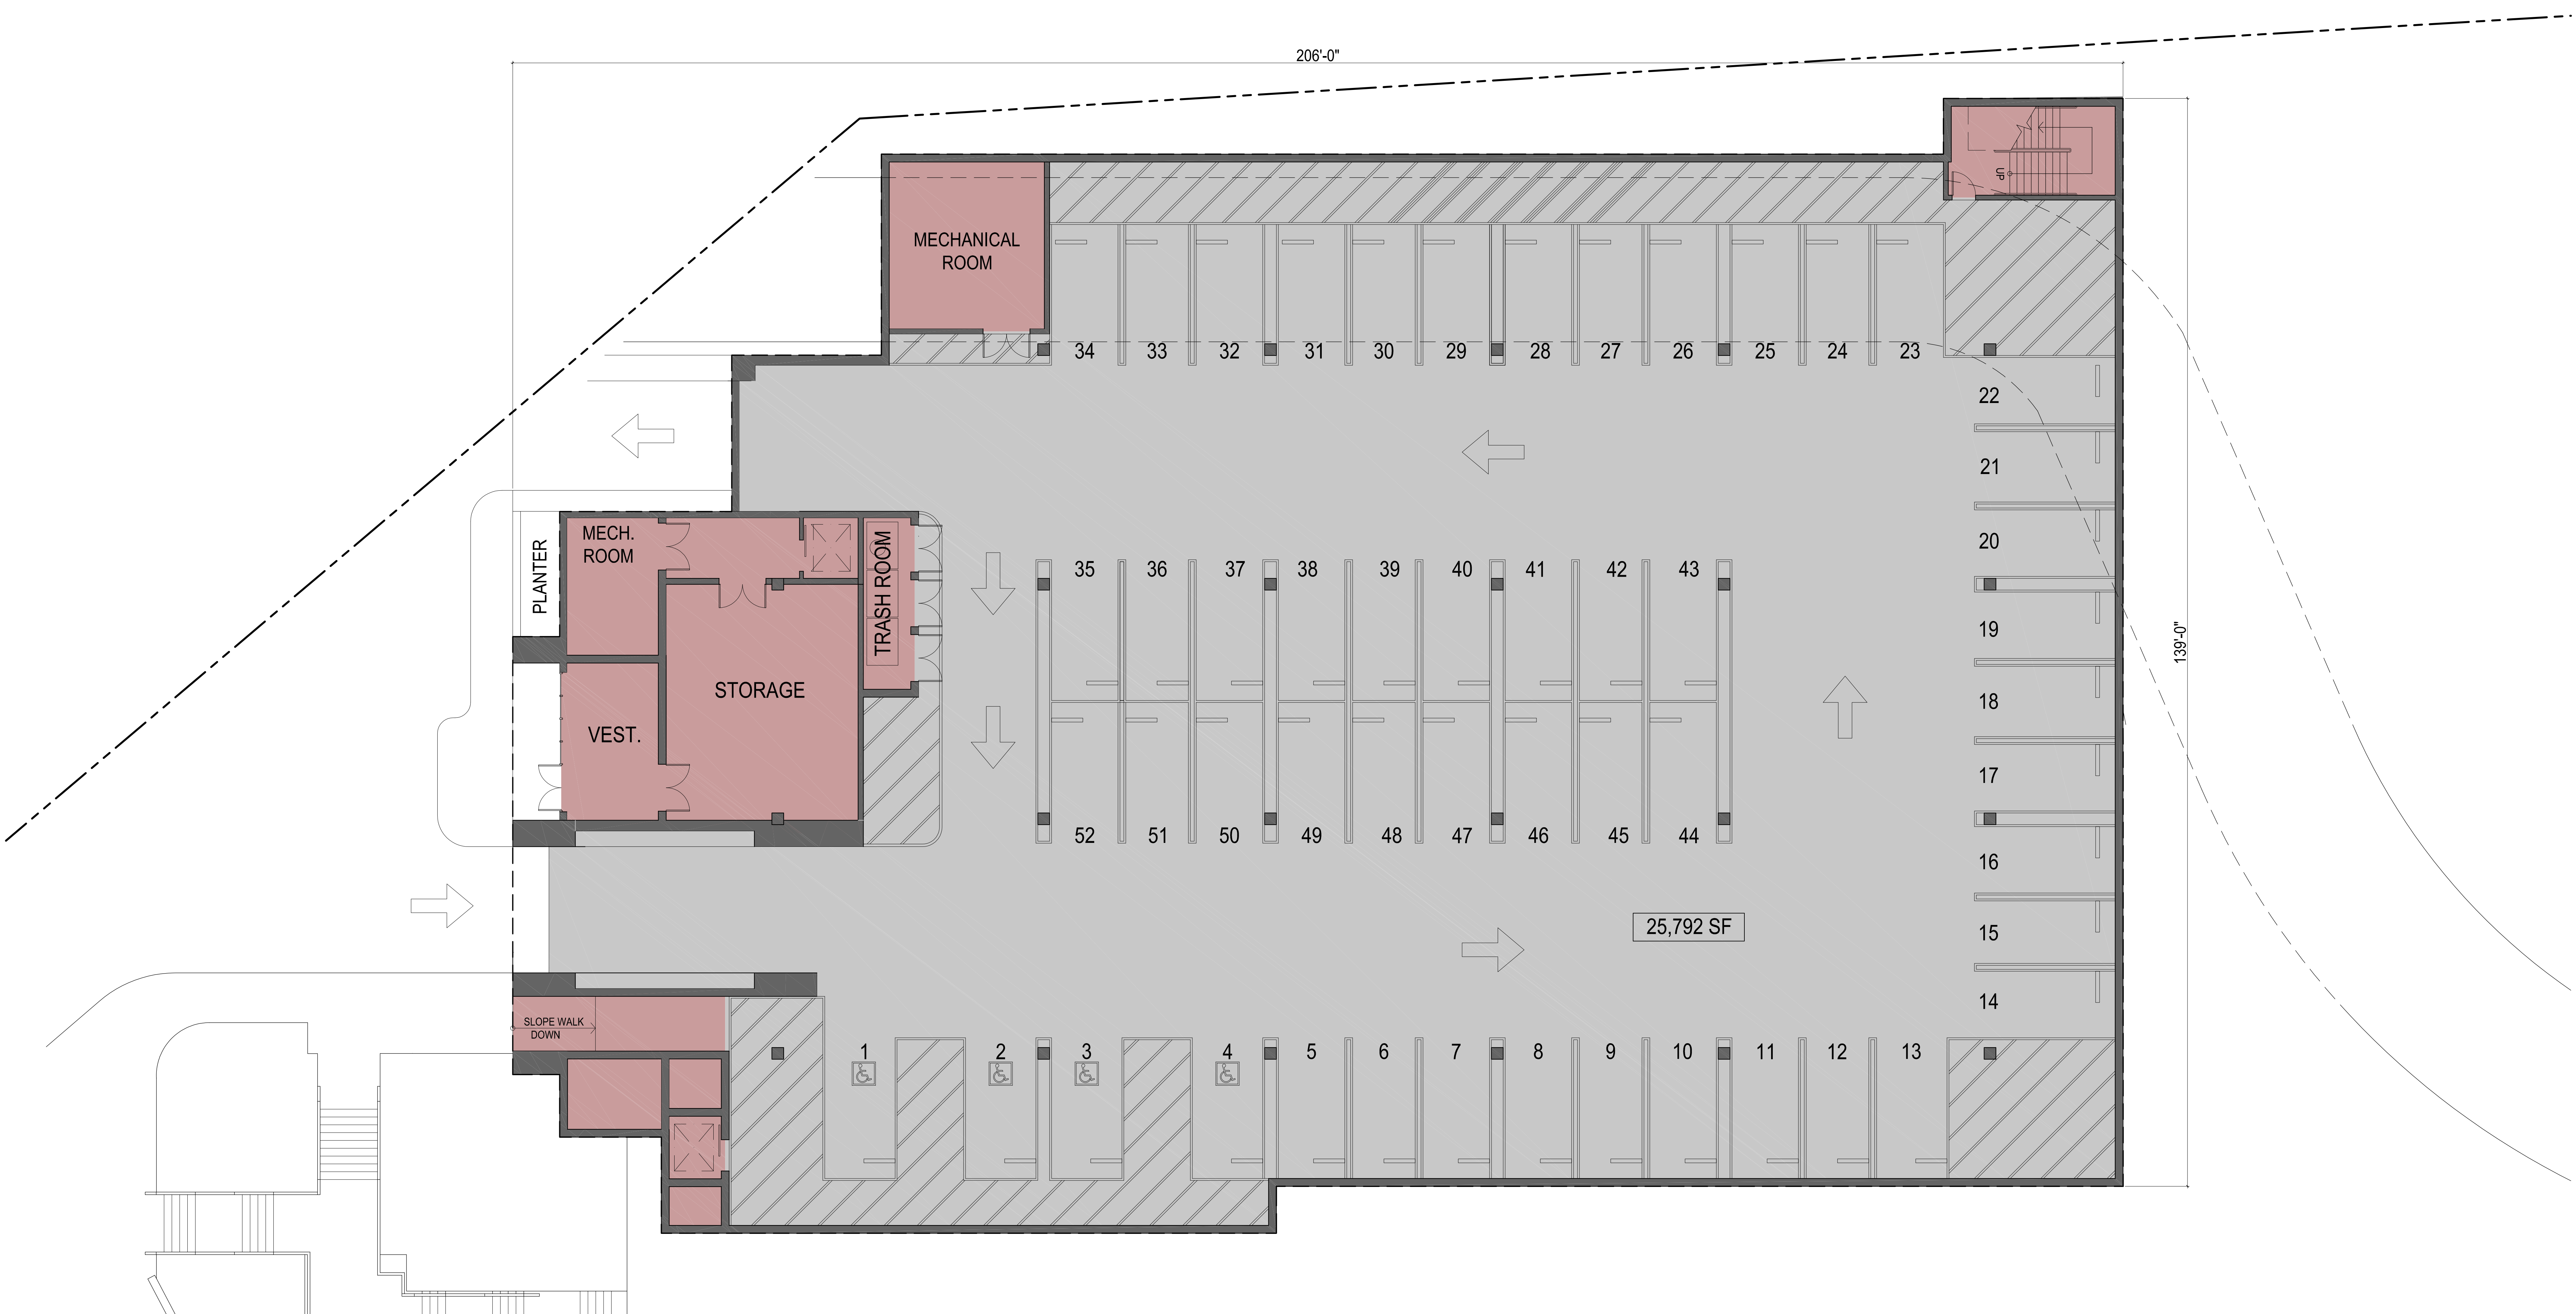 206'-0"
UP
MECHANICAL
ROOM
34 33 32 31 30 29 28 27 26 25 24 23
22
21
20
19
18
17
16
15
14
139'-0"
MECH.
ROOM
PLANTER
TRASH ROOM
STORAGE
VEST.
35 36 37 38 39 40 41 42 43
52 51 50 49 48 47 46 45 44
25,792 SF
SLOPE WALK
DOWN
1 2 3 4 5 6 7 8 9 10 11 12 13